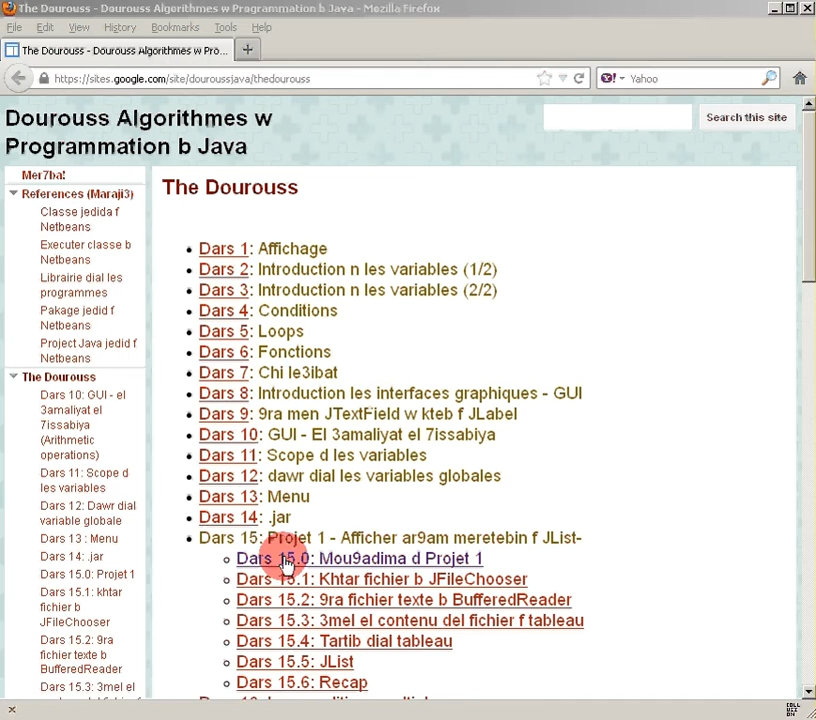 The Dourouss - Dourouss Algorithmes w Programmation b Java - Mozilla Firefox
File Edit View History Bookmarks Tools Help
The Dourouss - Dourouss Algorithmes w Pro...
https://sites.google.com/site/douroussjava/thedourouss
Yahoo
Dourouss Algorithmes w
Programmation b Java
Search this site
Mer7ba!
References (Maraji3)
Classe jedida f
Netbeans
Executer classe b
Netbeans
Librairie dial les
programmes
Pakage jedid f
Netbeans
Project Java jedid f
Netbeans
The Dourouss
Dars 10: GUI - el
3amaliyat el
7issabiya
(Arithmetic
operations)
Dars 11: Scope d
les variables
Dars 12: Dawr dial
variable globale
Dars 13 : Menu
Dars 14: .jar
Dars 15.0: Projet 1
Dars 15.1: khtar
fichier b
JFileChooser
Dars 15.2: 9ra
fichier texte b
BufferedReader
Dars 15.3: 3mel el
The Dourouss
Dars 1: Affichage
Dars 2: Introduction n les variables (1/2)
Dars 3: Introduction n les variables (2/2)
Dars 4: Conditions
Dars 5: Loops
Dars 6: Fonctions
Dars 7: Chi le3ibat
Dars 8: Introduction les interfaces graphiques - GUI
Dars 9: 9ra men JTextField w kteb f JLabel
Dars 10: GUI - El 3amaliyat el 7issabiya
Dars 11: Scope d les variables
Dars 12: dawr dial les variables globales
Dars 13: Menu
Dars 14: .jar
Dars 15: Projet 1 - Afficher ar9am meretebin f JList-
Dars 15.0: Mou9adima d Projet 1
Dars 15.1: Khtar fichier b JFileChooser
Dars 15.2: 9ra fichier texte b BufferedReader
Dars 15.3: 3mel el contenu del fichier f tableau
Dars 15.4: Tartib dial tableau
Dars 15.5: JList
Dars 15.6: Recap